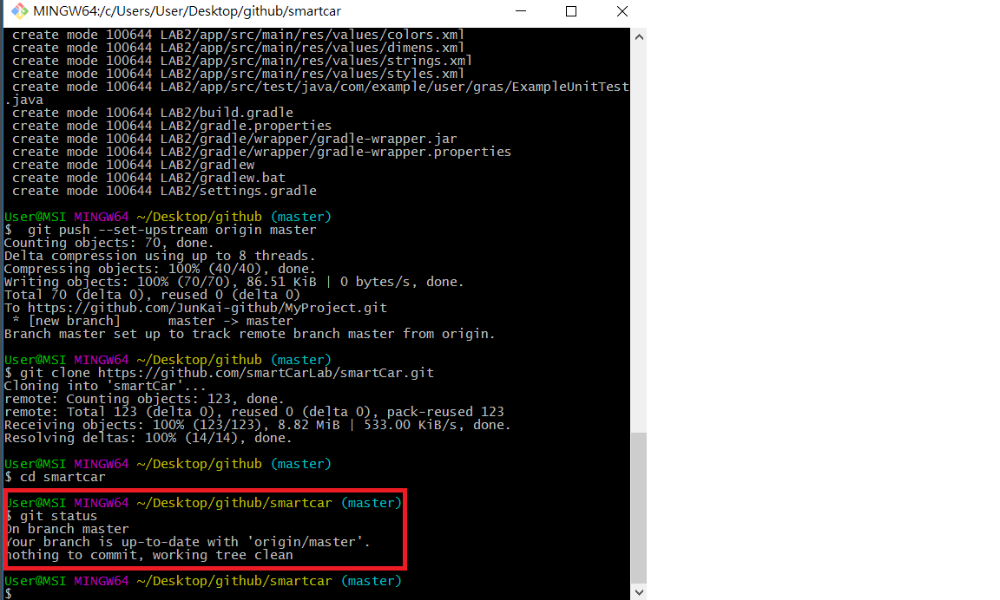 MINGW64:/c/Users/User/Desktop/github/smartcar
create mode 100644 LAB2/app/src/main/res/values/colors.xml
create mode 100644 LAB2/app/src/main/res/values/dimens.xml
create mode 100644 LAB2/app/src/main/res/values/strings.xml
create mode 100644 LAB2/app/src/main/res/values/styles.xml
create mode 100644 LAB2/app/src/test/java/com/example/user/gras/ExampleUnitTest
.java
create mode 100644 LAB2/build.gradle
create mode 100644 LAB2/gradle.properties
create mode 100644 LAB2/gradle/wrapper/gradle-wrapper.jar
create mode 100644 LAB2/gradle/wrapper/gradle-wrapper.properties
create mode 100644 LAB2/gradlew
create mode 100644 LAB2/gradlew.bat
create mode 100644 LAB2/settings.gradle
User@MSI MINGW64 ~/Desktop/github (master)
$  git push --set-upstream origin master
Counting objects: 70, done.
Delta compression using up to 8 threads.
Compressing objects: 100% (40/40), done.
Writing objects: 100% (70/70), 86.51 KiB | 0 bytes/s, done.
Total 70 (delta 0), reused 0 (delta 0)
To https://github.com/JunKai-github/MyProject.git
 * [new branch]      master -> master
Branch master set up to track remote branch master from origin.
User@MSI MINGW64 ~/Desktop/github (master)
$ git clone https://github.com/smartCarLab/smartCar.git
Cloning into 'smartCar'...
remote: Counting objects: 123, done.
remote: Total 123 (delta 0), reused 0 (delta 0), pack-reused 123
Receiving objects: 100% (123/123), 8.82 MiB | 533.00 KiB/s, done.
Resolving deltas: 100% (14/14), done.
User@MSI MINGW64 ~/Desktop/github (master)
$ cd smartcar
User@MSI MINGW64 ~/Desktop/github/smartcar (master)
$ git status
On branch master
Your branch is up-to-date with 'origin/master'.
nothing to commit, working tree clean
User@MSI MINGW64 ~/Desktop/github/smartcar (master)
$